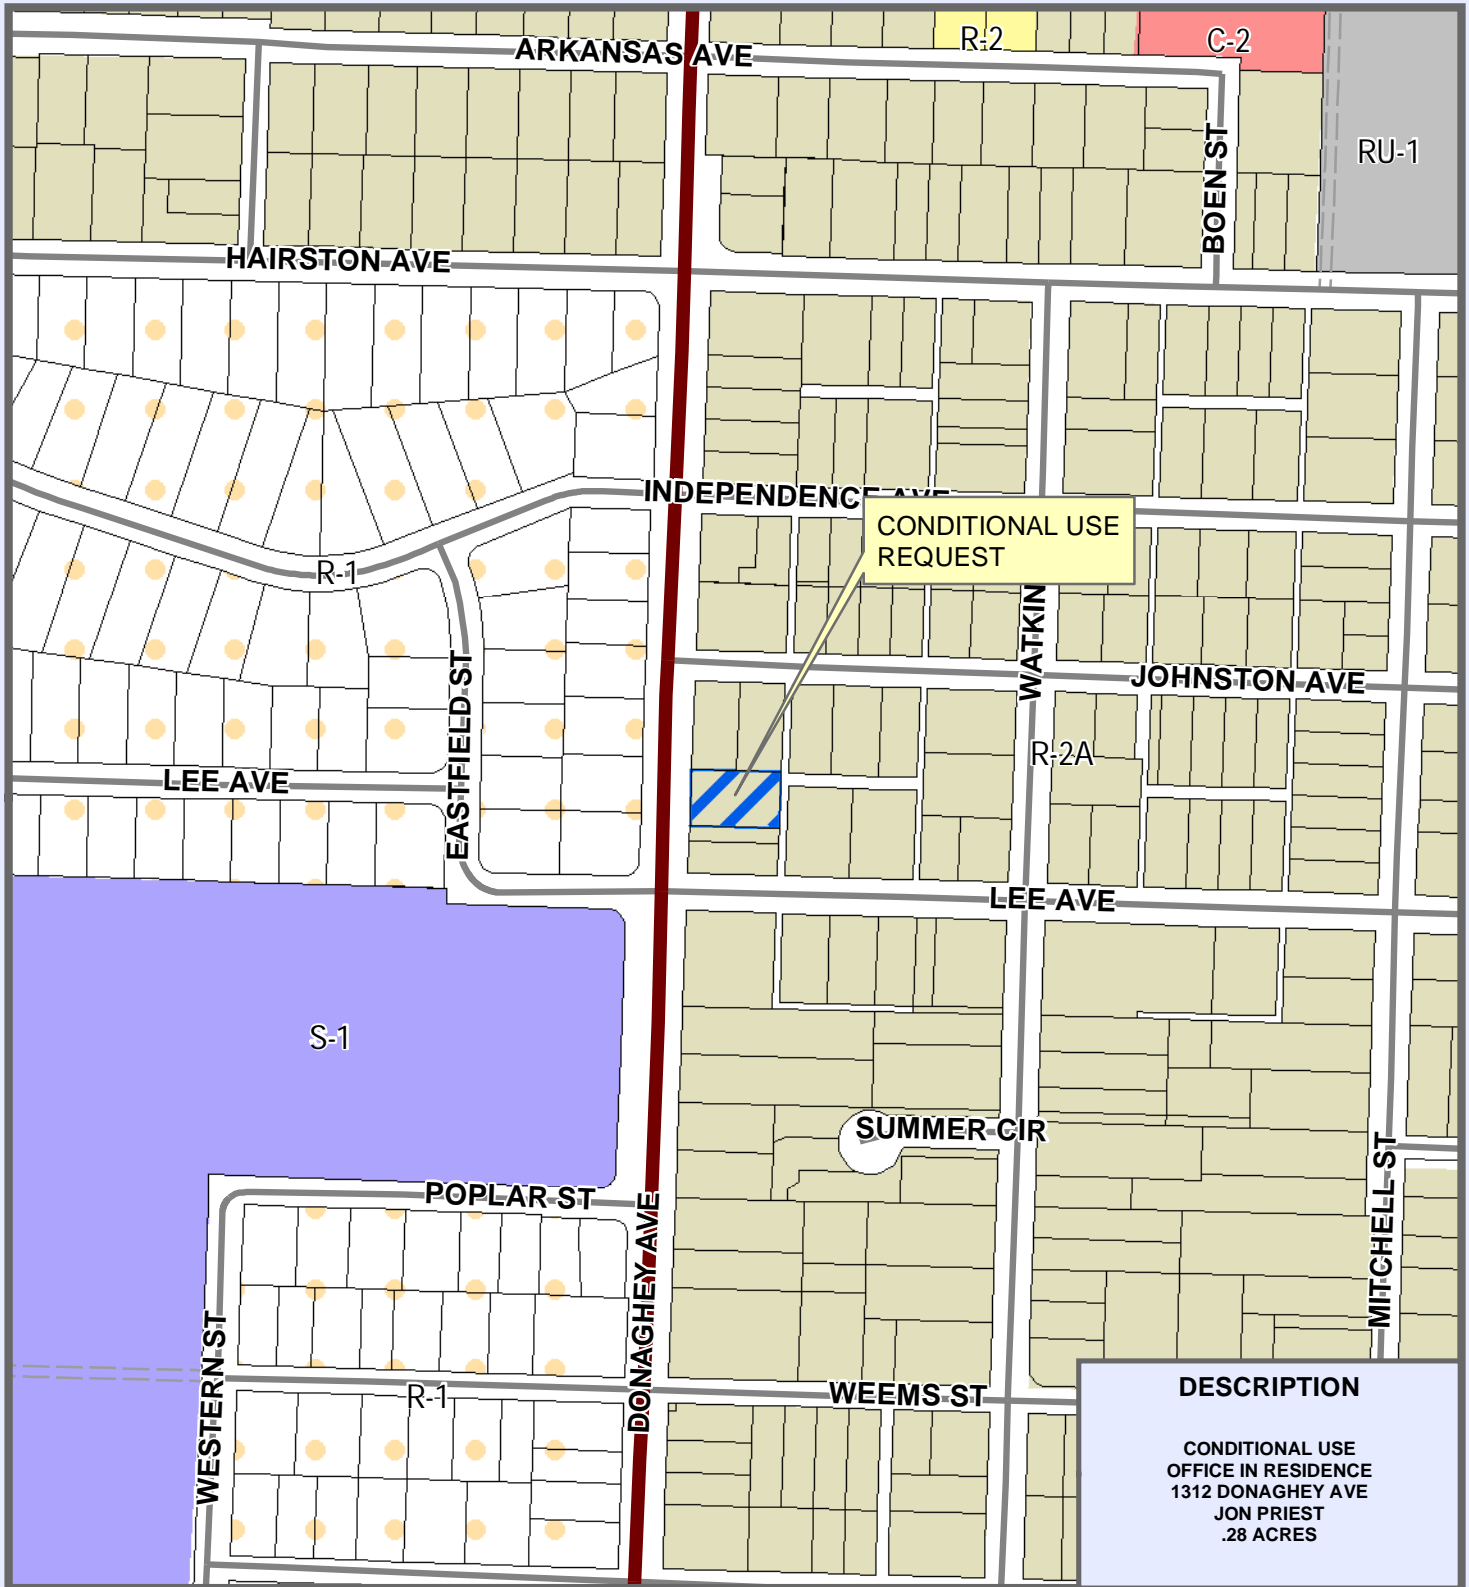 R-2
C-2
ARKANSAS AVE
BOEN ST
RU-1
HAIRSTON AVE
INDEPENDENCE AVE
CONDITIONAL USE
REQUEST
R-1
WATKIN
JOHNSTON AVE
EASTFIELD ST
R-2A
LEE AVE
LEE AVE
S-1
SUMMER CIR
MITCHELL ST
POPLAR ST
DONAGHEY AVE
WESTERN ST
R-1
WEEMS ST
DESCRIPTION
CONDITIONAL USE
OFFICE IN RESIDENCE
1312 DONAGHEY AVE
JON PRIEST
.28 ACRES